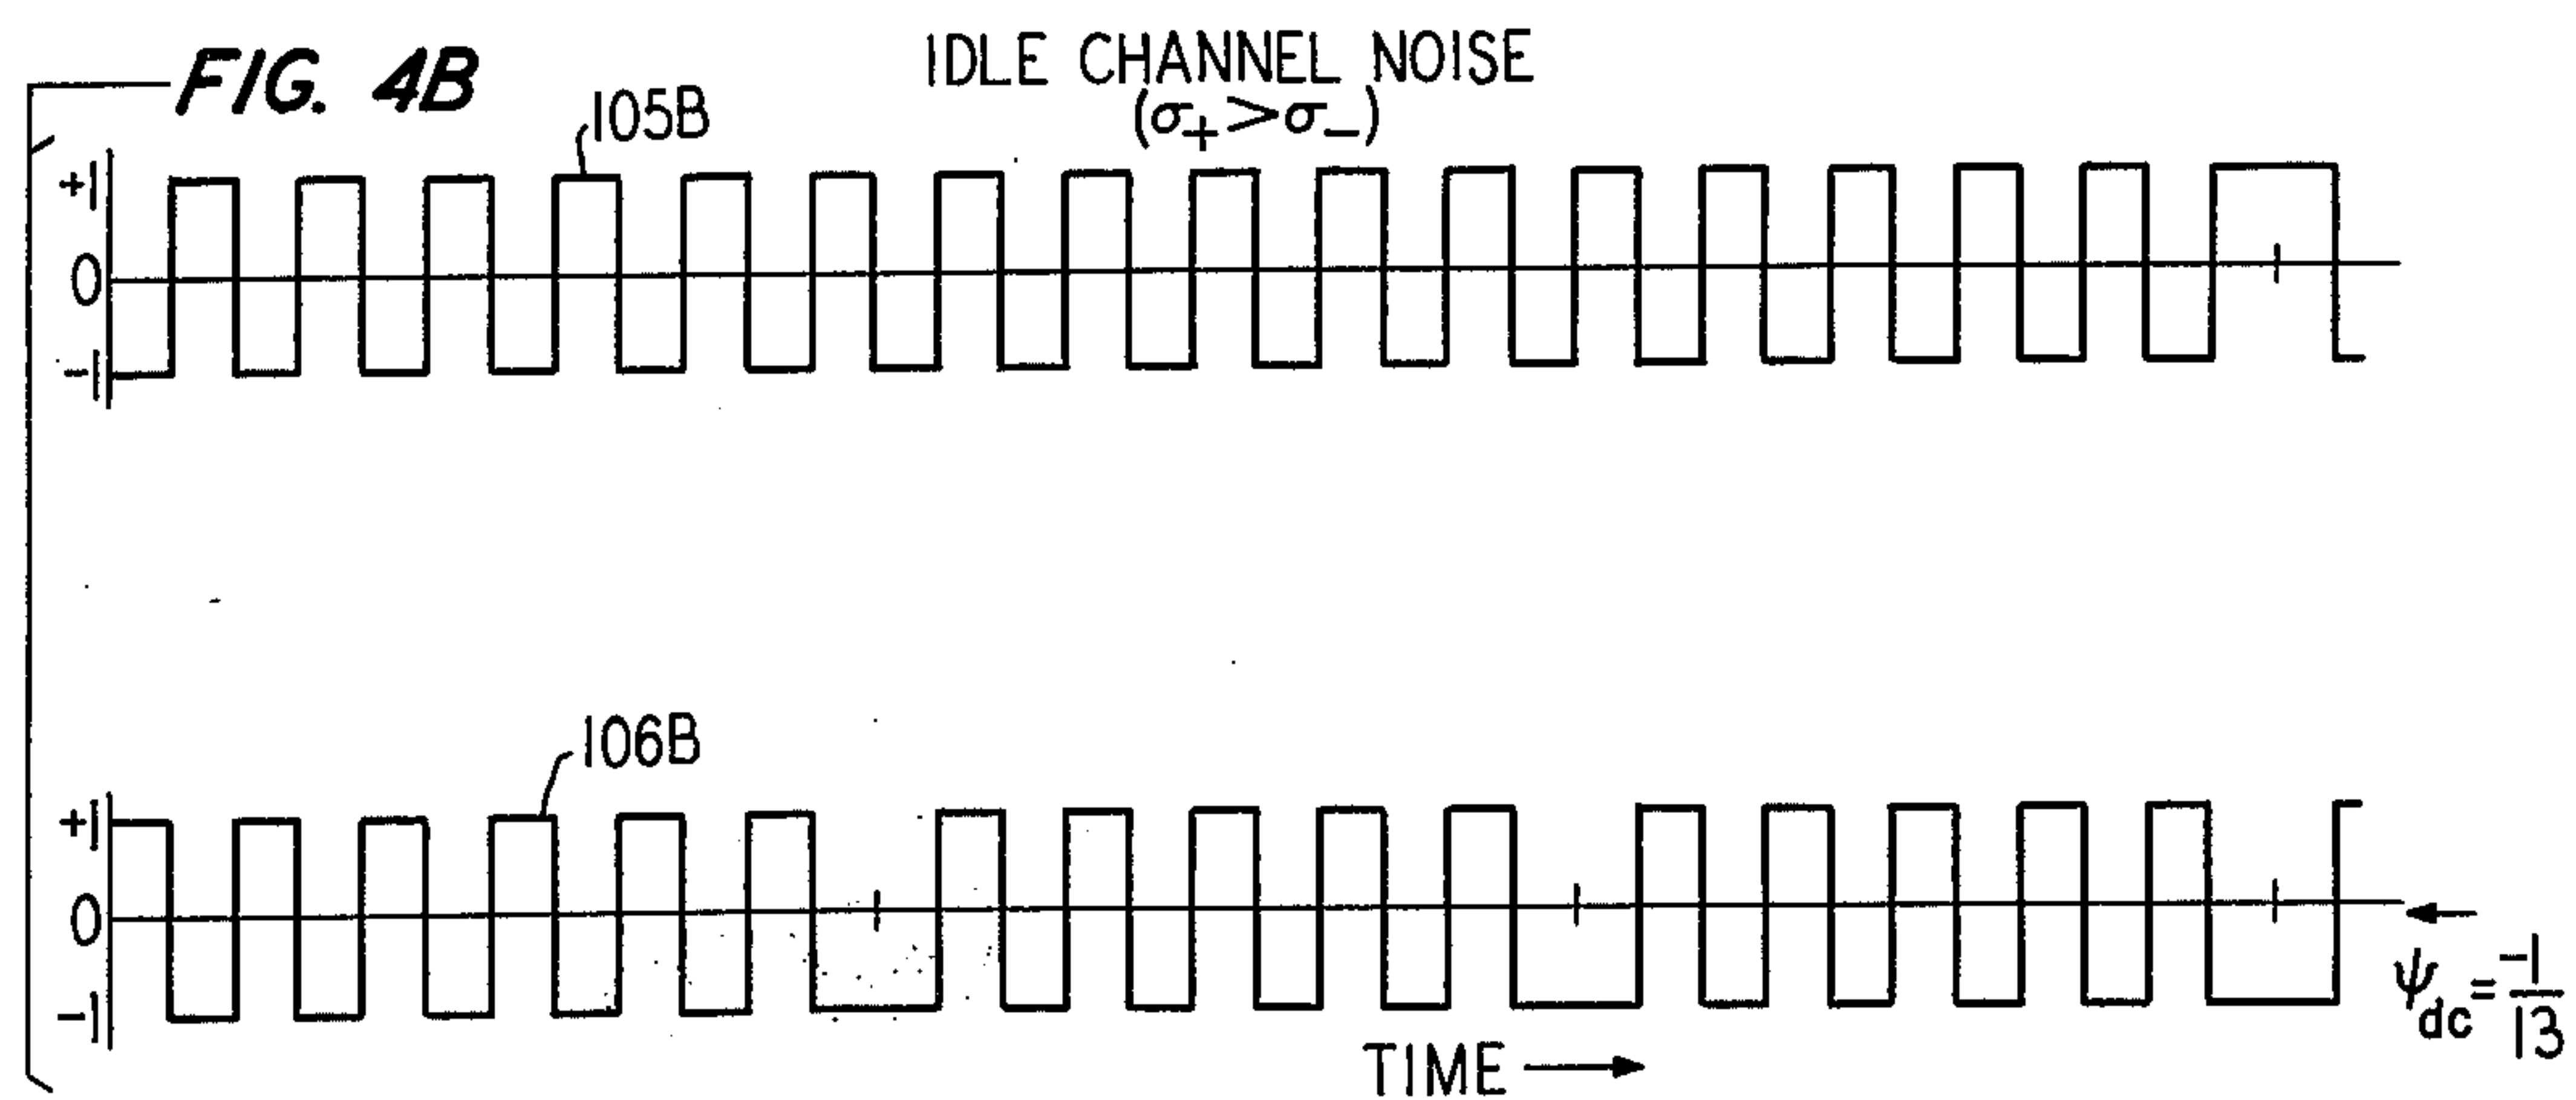 FIG. 4B
IDLE CHANNEL NOISE
(σ+>σ−)
105B
+1
0
-1
106B
+1
0
-1
TIME
ψdc = -1/13